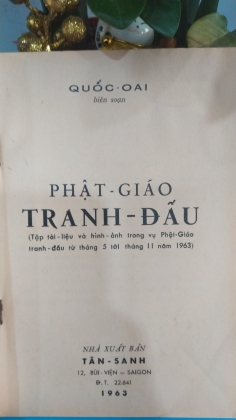 QUỐC-OAI
biên soạn
PHẬT-GIÁO
TRANH-ĐẤU
(Tập tài-liệu và hình-ảnh trong vụ Phật-Giáo
tranh-đấu từ tháng 5 tới tháng 11 năm 1963)
NHÀ XUẤT BẢN
TÂN-SANH
12, BÙI-VIỆN — SAIGON
Đ.T. 22.641
1963